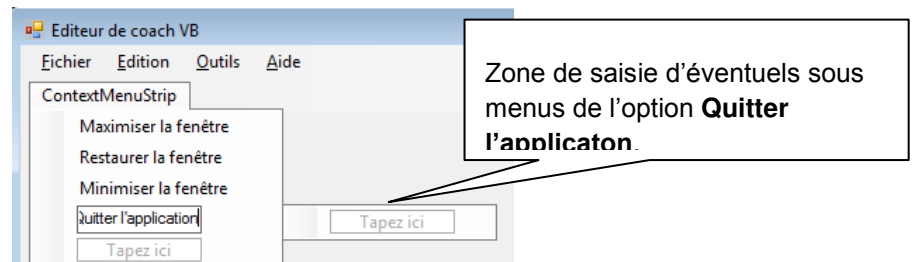 Editeur de coach VB
Fichier Edition Outils Aide
ContextMenuStrip
Maximiser la fenêtre
Restaurer la fenêtre
Minimiser la fenêtre
Quitter l'application
Tapez ici
Tapez ici
Zone de saisie d'éventuels sous
menus de l'option Quitter
l'applicaton.